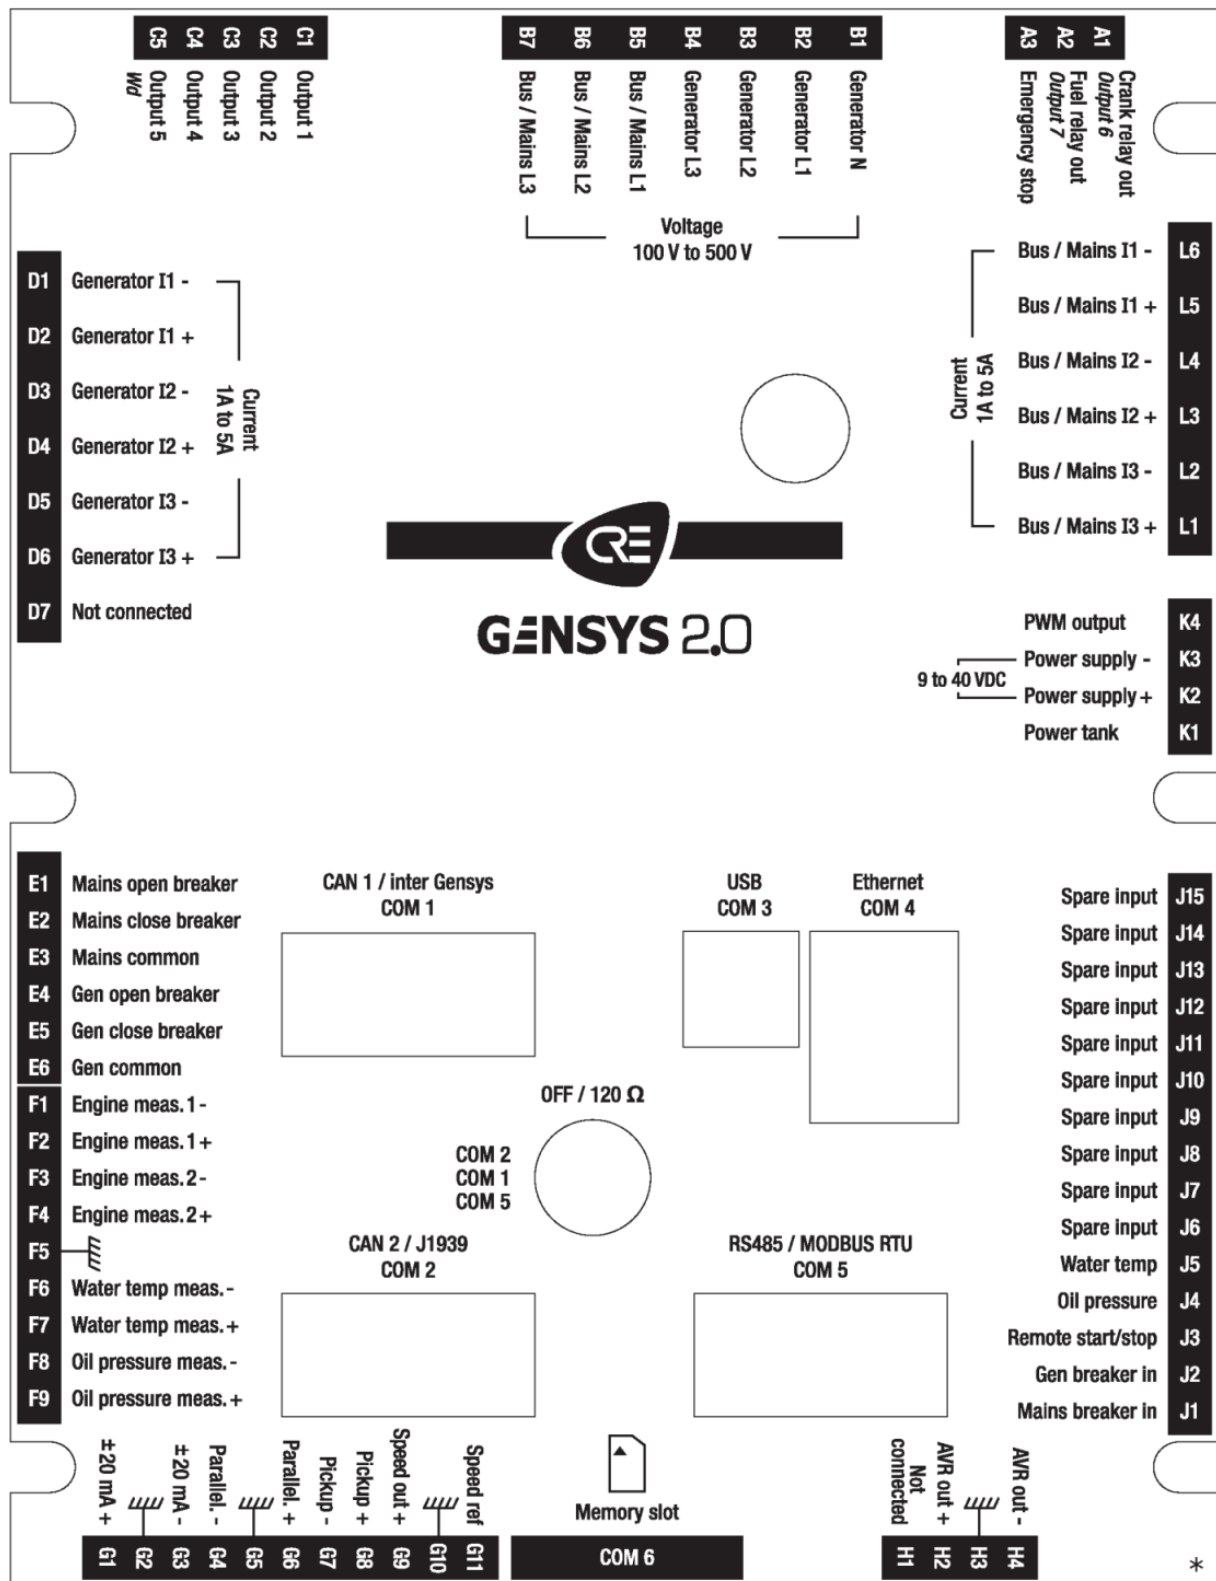 C5 C4 C3 C2 C1
Output 5
Wd
Output 4
Output 3
Output 2
Output 1
B7 B6 B5 B4 B3 B2 B1
Bus / Mains L3
Bus / Mains L2
Bus / Mains L1
Generator L3
Generator L2
Generator L1
Generator N
Voltage
100 V to 500 V
A3 A2 A1
Emergency stop
Fuel relay out
Output 7
Crank relay out
Output 6
D1 Generator I1 -
D2 Generator I1 +
D3 Generator I2 -
D4 Generator I2 +
D5 Generator I3 -
D6 Generator I3 +
D7 Not connected
Current
1A to 5A
Bus / Mains I1 - L6
Bus / Mains I1 + L5
Bus / Mains I2 - L4
Bus / Mains I2 + L3
Bus / Mains I3 - L2
Bus / Mains I3 + L1
Current
1A to 5A
CRE
GENSYS 2.0
PWM output K4
Power supply - K3
Power supply + K2
Power tank K1
9 to 40 VDC
E1 Mains open breaker
E2 Mains close breaker
E3 Mains common
E4 Gen open breaker
E5 Gen close breaker
E6 Gen common
F1 Engine meas. 1 -
F2 Engine meas. 1 +
F3 Engine meas. 2 -
F4 Engine meas. 2 +
F5
F6 Water temp meas. -
F7 Water temp meas. +
F8 Oil pressure meas. -
F9 Oil pressure meas. +
CAN 1 / inter Gensys
COM 1
USB
COM 3
Ethernet
COM 4
OFF / 120 Ω
COM 2
COM 1
COM 5
CAN 2 / J1939
COM 2
RS485 / MODBUS RTU
COM 5
Spare input J15
Spare input J14
Spare input J13
Spare input J12
Spare input J11
Spare input J10
Spare input J9
Spare input J8
Spare input J7
Spare input J6
Water temp J5
Oil pressure J4
Remote start/stop J3
Gen breaker in J2
Mains breaker in J1
±20 mA +
±20 mA -
Parallel. -
Parallel. +
Pickup -
Pickup +
Speed out +
Speed ref
G1 G2 G3 G4 G5 G6 G7 G8 G9 G10 G11
Memory slot
COM 6
Not
connected
AVR out +
AVR out -
H1 H2 H3 H4
*